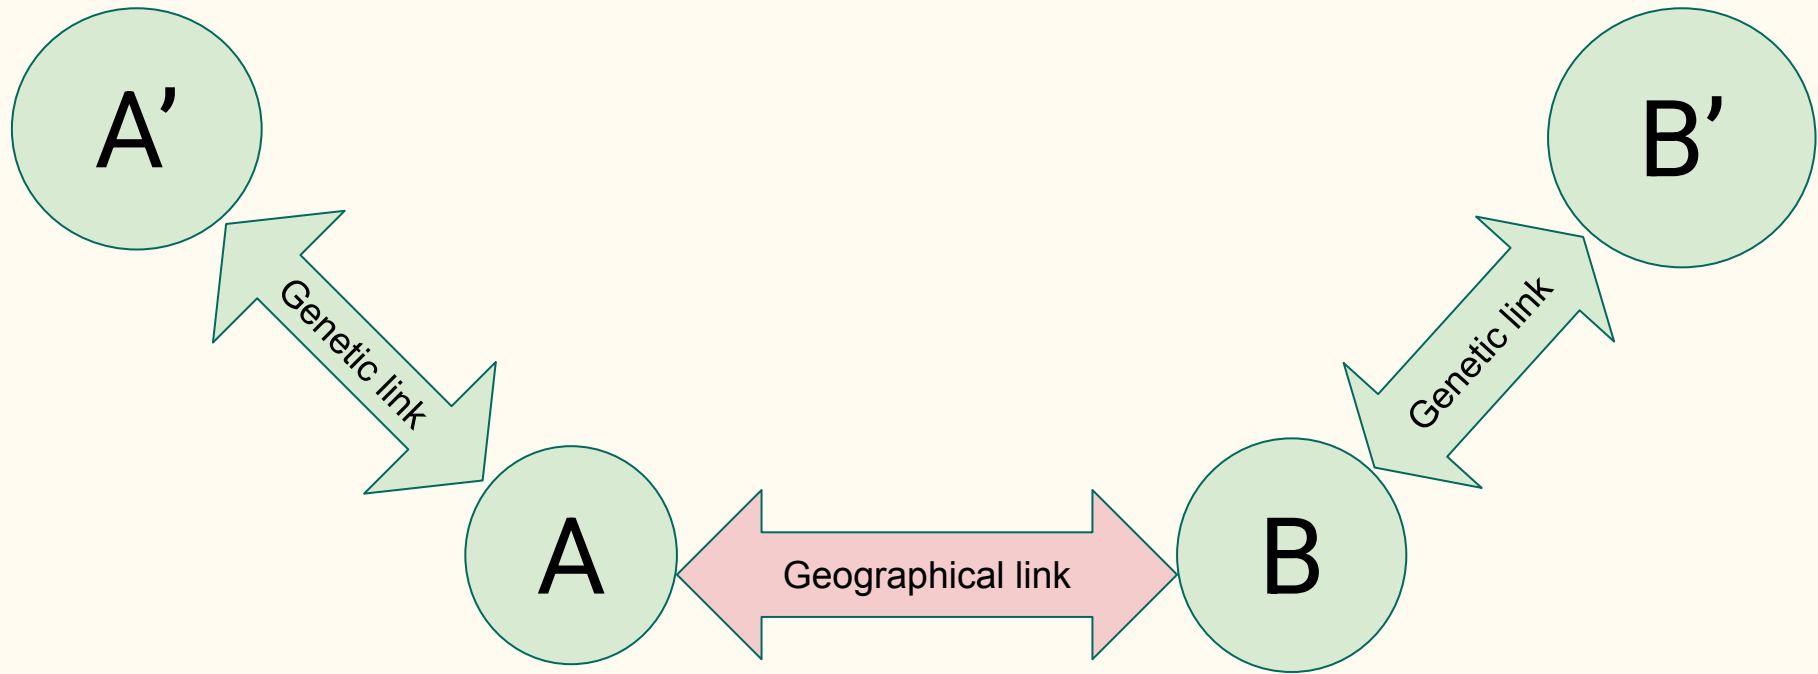 A’
B’
Genetic link
Genetic link
A
Geographical link
B